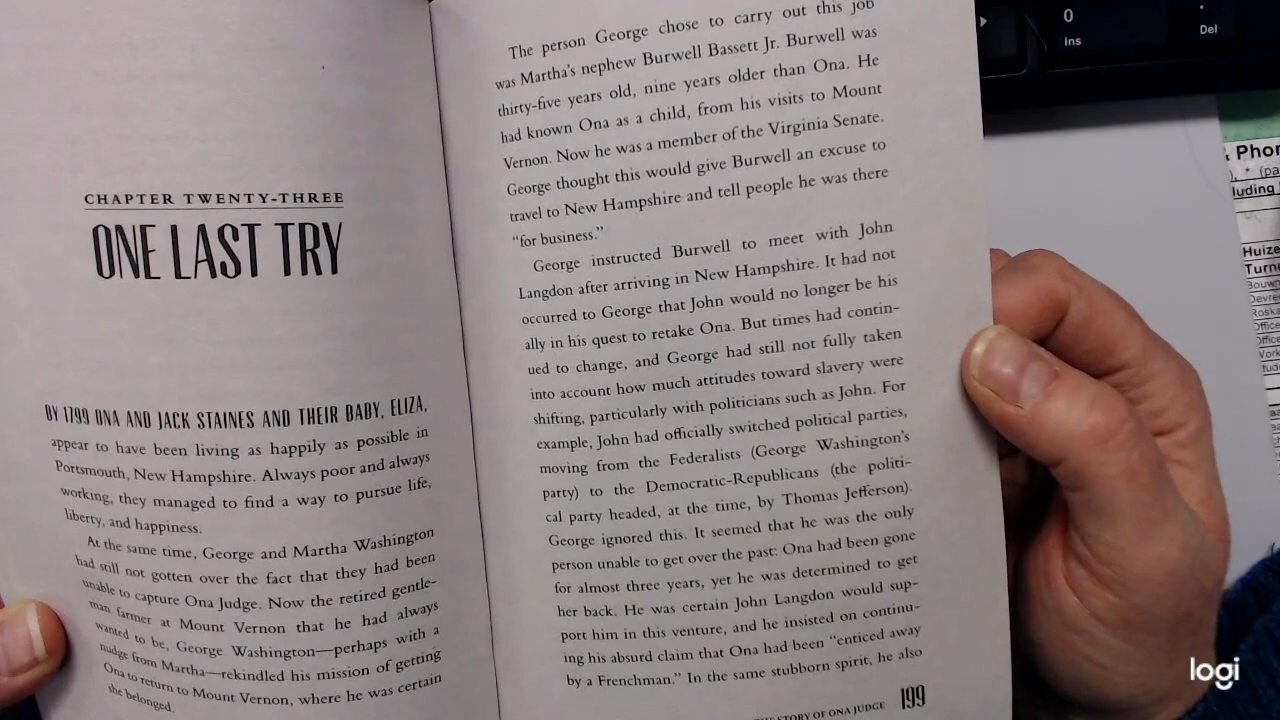 CHAPTER TWENTY-THREE
ONE LAST TRY
BY 1799 ONA AND JACK STAINES AND THEIR BABY, ELIZA,
appear to have been living as happily as possible in
Portsmouth, New Hampshire. Always poor and always
working, they managed to find a way to pursue life,
liberty, and happiness.
At the same time, George and Martha Washington
had still not gotten over the fact that they had been
unable to capture Ona Judge. Now the retired gentle-
man farmer at Mount Vernon that he had always
wanted to be, George Washington—perhaps with a
nudge from Martha—rekindled his mission of getting
Ona to return to Mount Vernon, where he was certain
she belonged.
The person George chose to carry out this job
was Martha's nephew Burwell Bassett Jr. Burwell was
thirty-five years old, nine years older than Ona. He
had known Ona as a child, from his visits to Mount
Vernon. Now he was a member of the Virginia Senate.
George thought this would give Burwell an excuse to
travel to New Hampshire and tell people he was there
“for business.”
George instructed Burwell to meet with John
Langdon after arriving in New Hampshire. It had not
occurred to George that John would no longer be his
ally in his quest to retake Ona. But times had contin-
ued to change, and George had still not fully taken
into account how much attitudes toward slavery were
shifting, particularly with politicians such as John. For
example, John had officially switched political parties,
moving from the Federalists (George Washington's
party) to the Democratic-Republicans (the politi-
cal party headed, at the time, by Thomas Jefferson).
George ignored this. It seemed that he was the only
person unable to get over the past: Ona had been gone
for almost three years, yet he was determined to get
her back. He was certain John Langdon would sup-
port him in this venture, and he insisted on continu-
ing his absurd claim that Ona had been “enticed away
by a Frenchman.” In the same stubborn spirit, he also
STORY OF ONA JUDGE 199
0
Ins
.
Del
& Phon
(pa
luding
Huize
Turne
Bouw
Devre
Roska
Office
Office
Work
logi